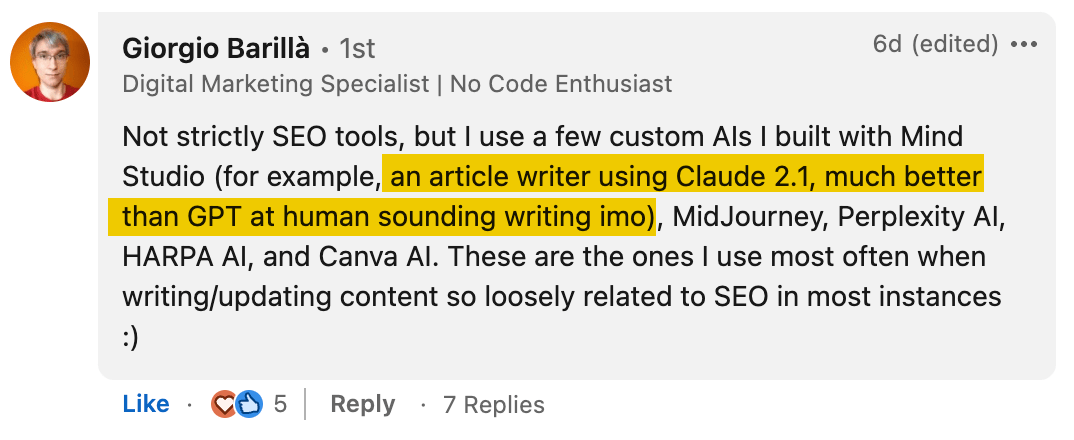 Giorgio Barillà • 1st
6d (edited) •••
Digital Marketing Specialist | No Code Enthusiast
Not strictly SEO tools, but I use a few custom AIs I built with Mind
Studio (for example, an article writer using Claude 2.1, much better
than GPT at human sounding writing imo), MidJourney, Perplexity AI,
HARPA AI, and Canva AI. These are the ones I use most often when
writing/updating content so loosely related to SEO in most instances
:)
Like · 5 | Reply · 7 Replies